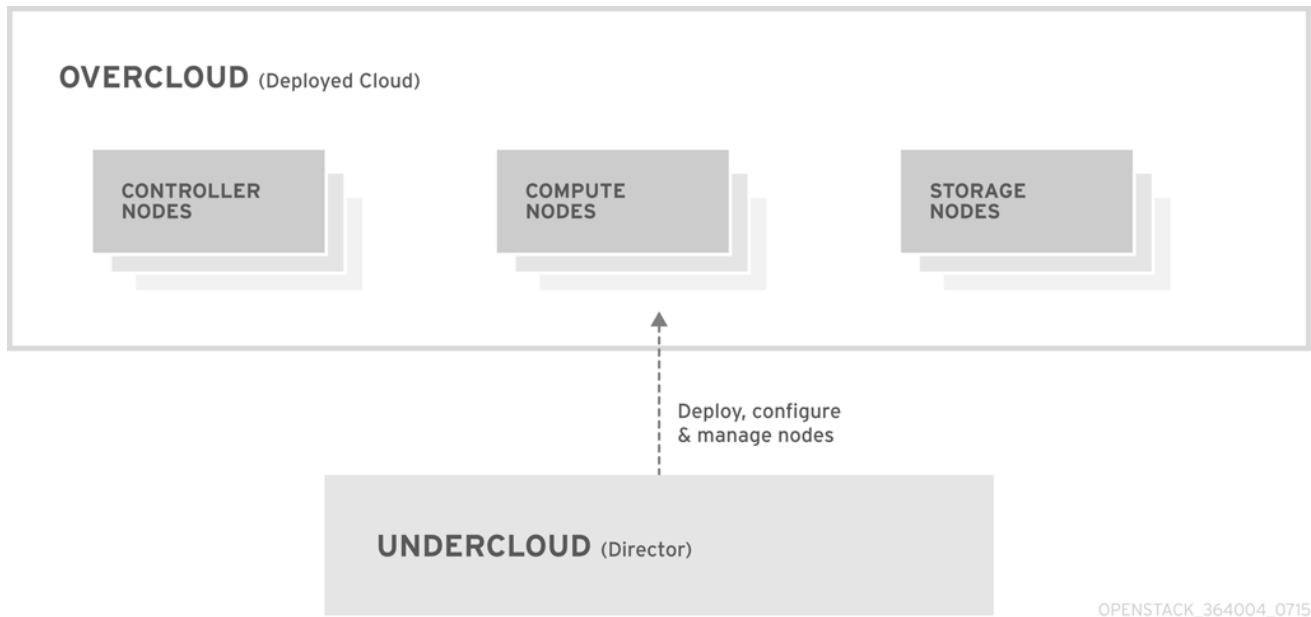 OVERCLOUD (Deployed Cloud)
CONTROLLER
NODES
COMPUTE
NODES
STORAGE
NODES
Deploy, configure
& manage nodes
UNDERCLOUD (Director)
OPENSTACK_364004_0715